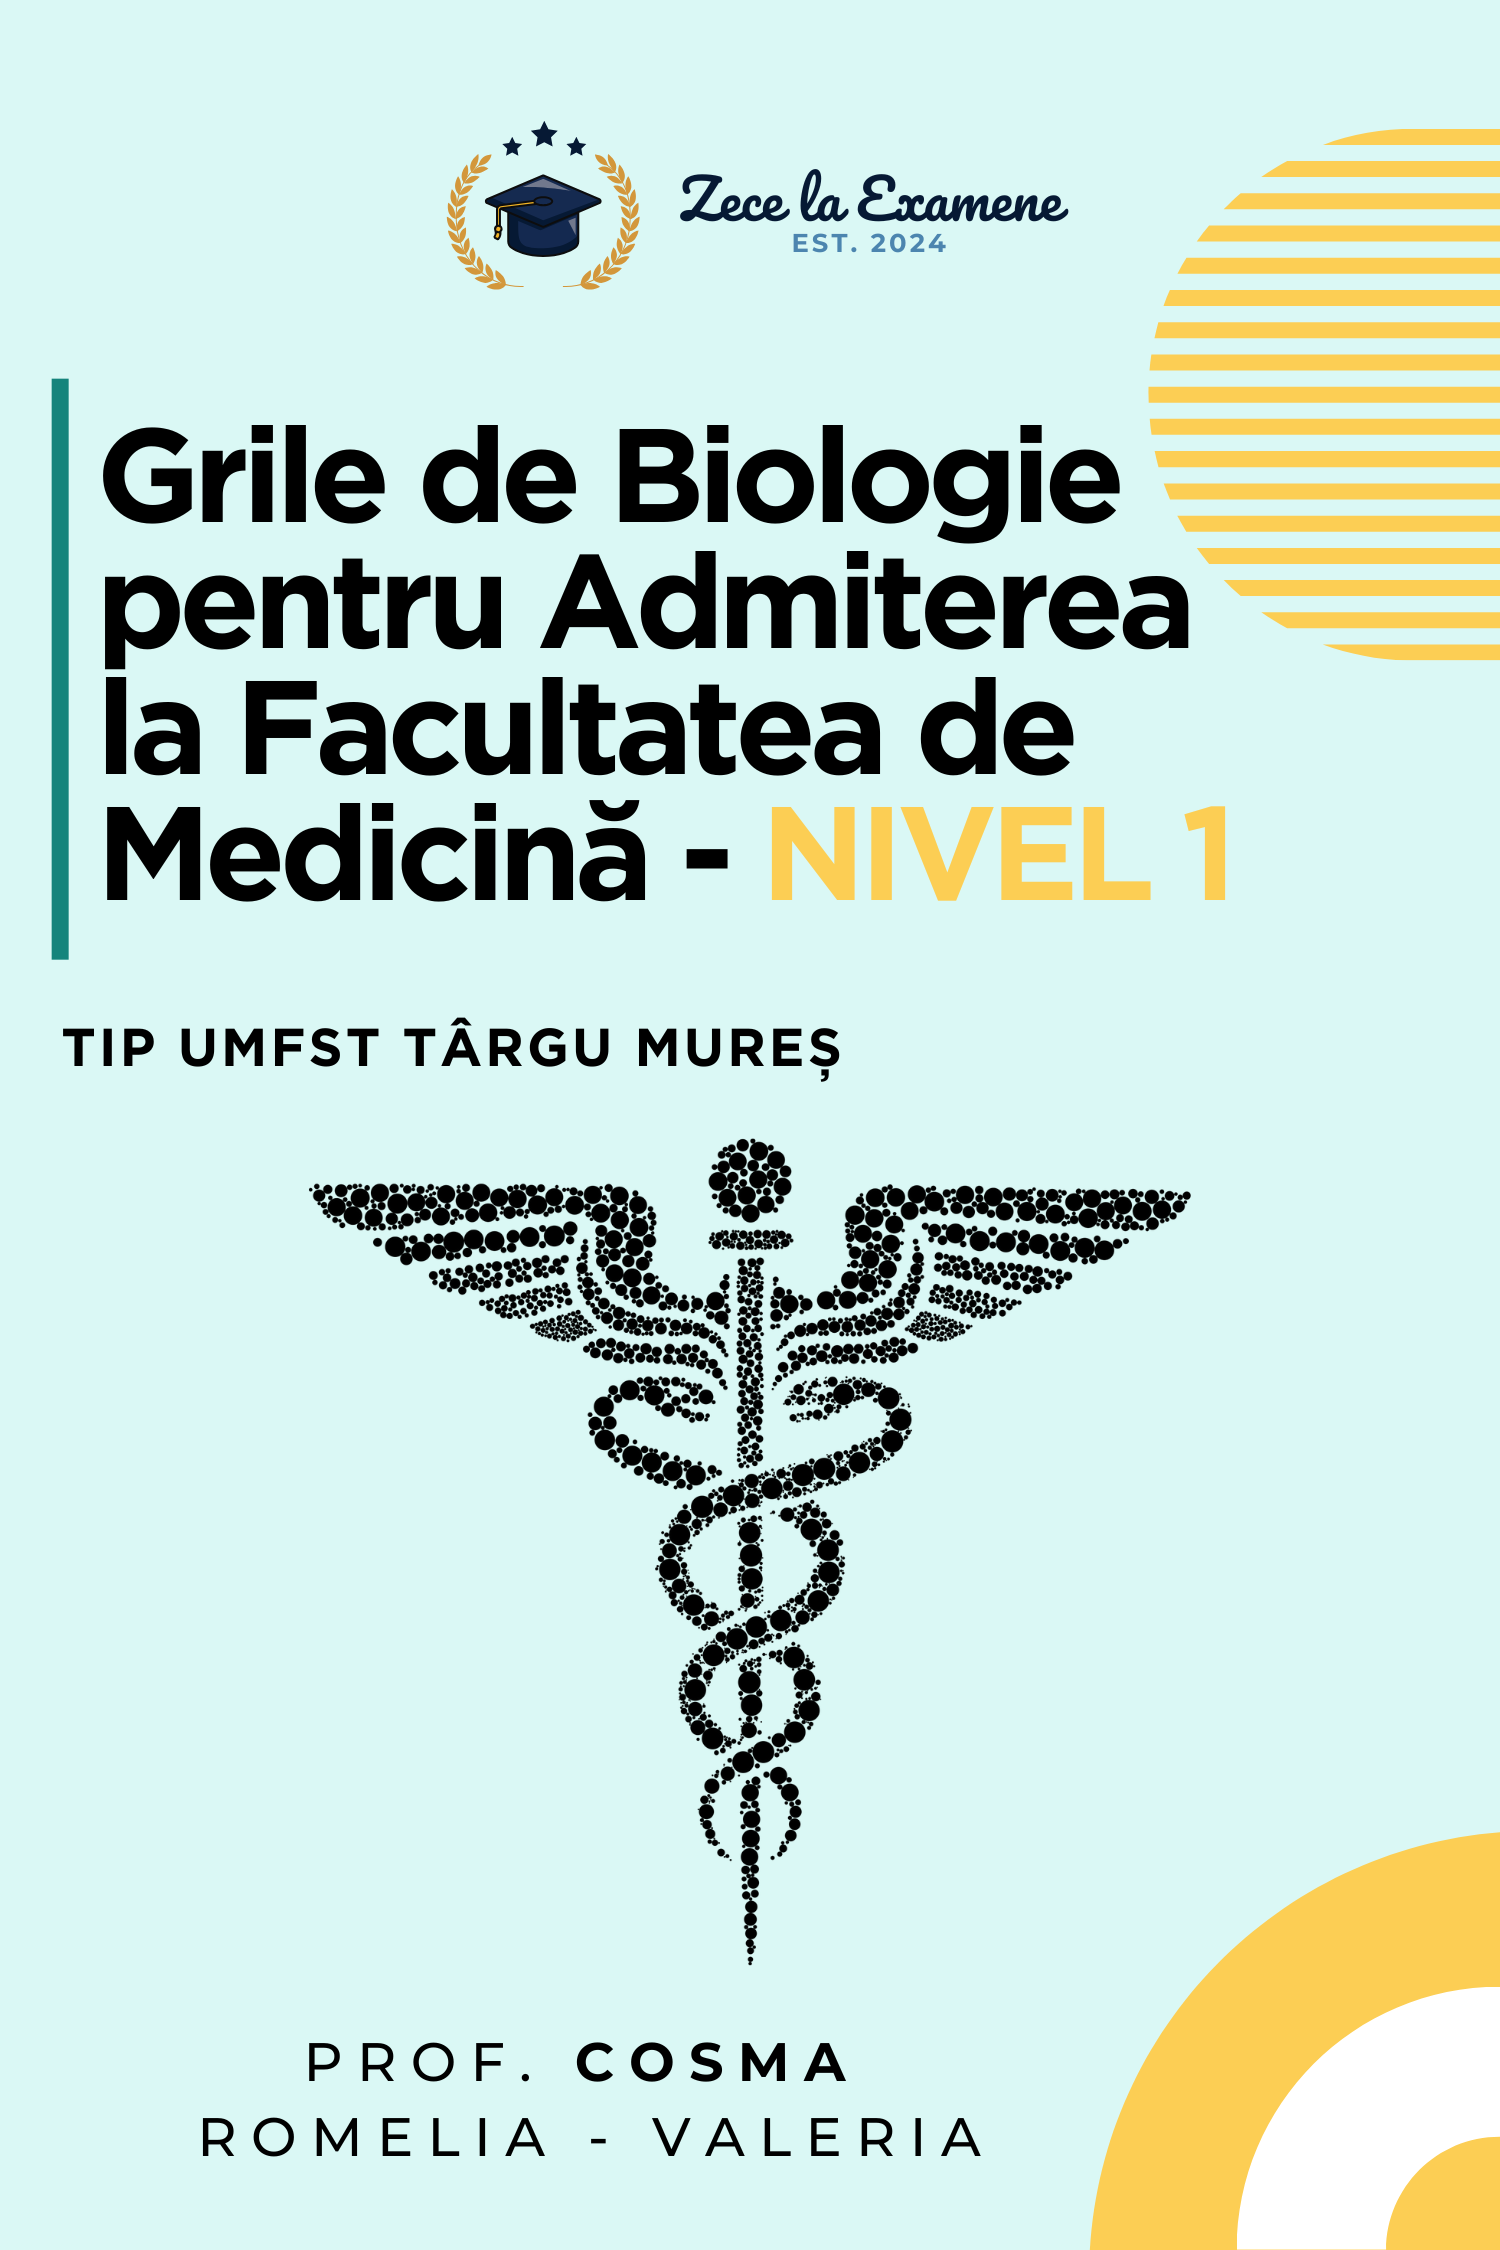 Zece la Examene
EST. 2024
Grile de Biologie
pentru Admiterea
la Facultatea de
Medicină - NIVEL 1
TIP UMFST TÂRGU MUREȘ
PROF. COSMA
ROMELIA - VALERIA